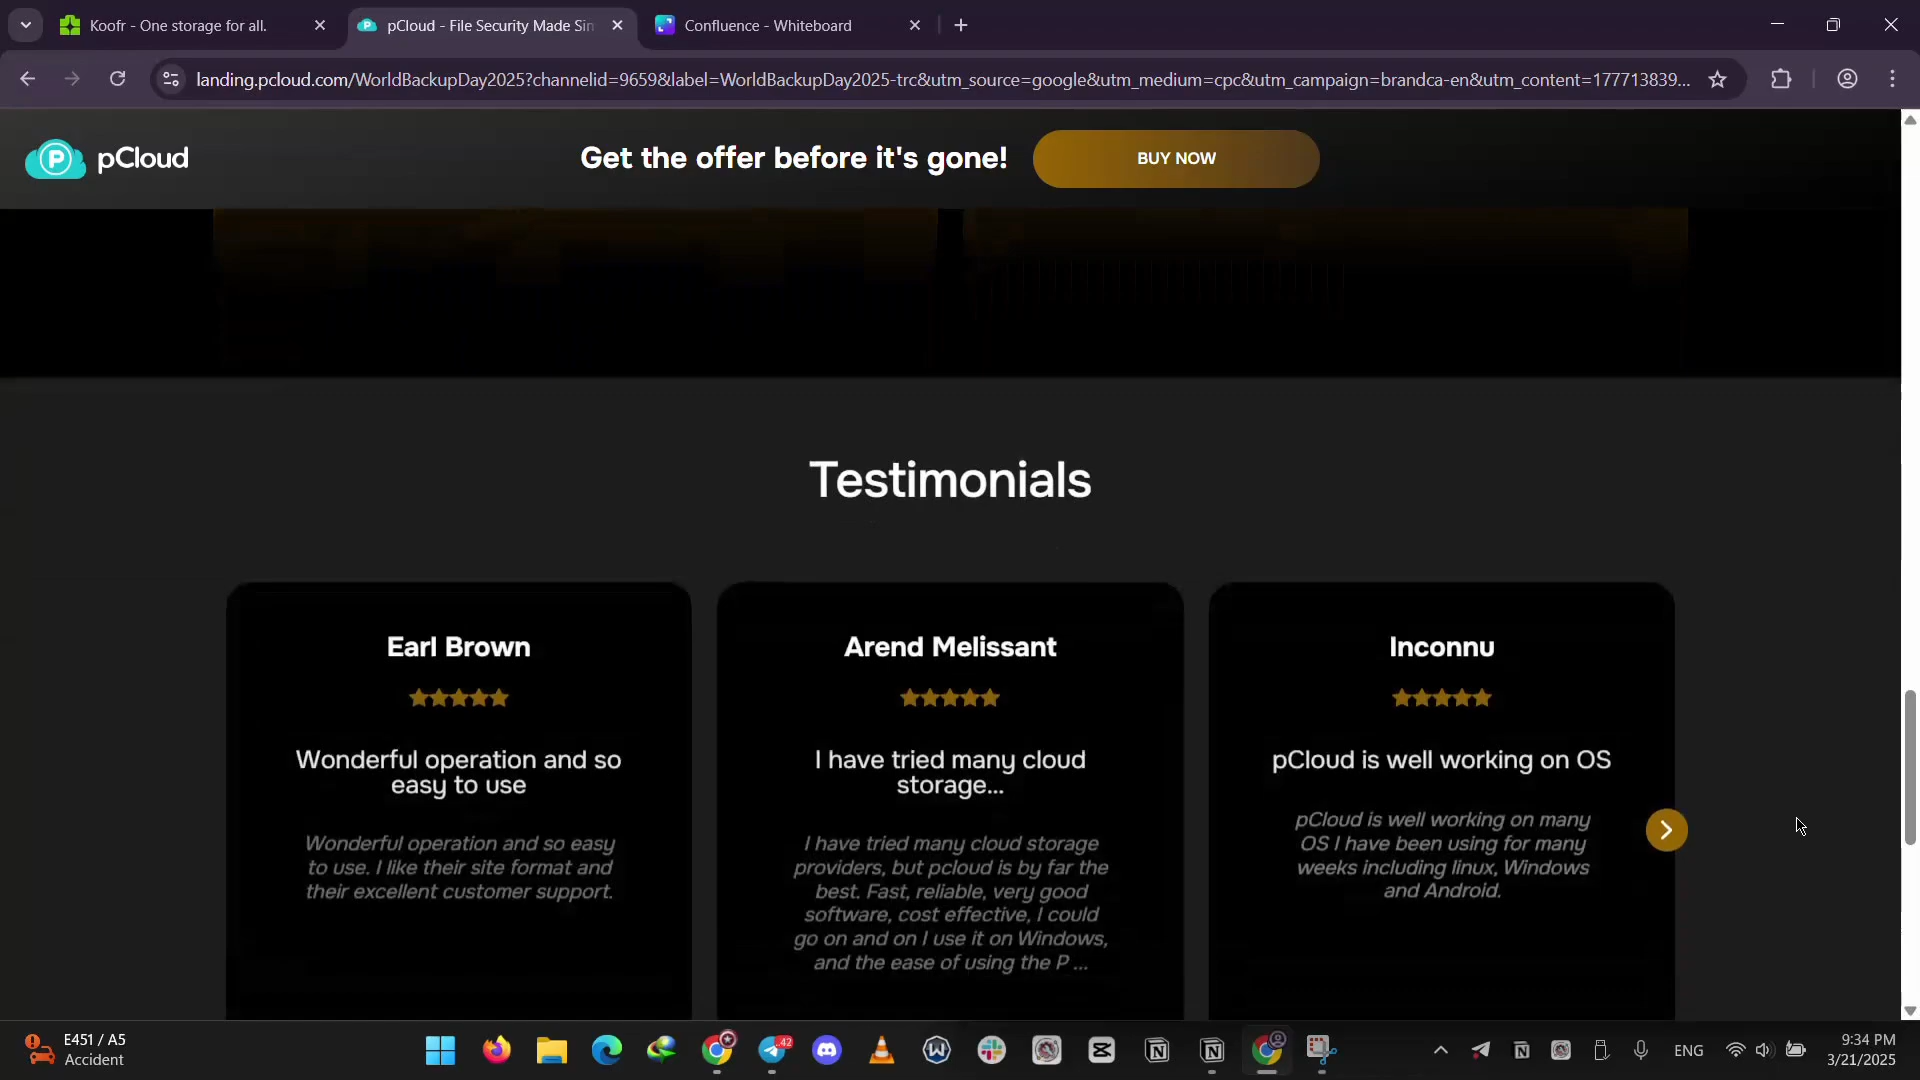 Koofr - One storage for all.
pCloud - File Security Made Sin
Confluence - Whiteboard
landing.pcloud.com/WorldBackupDay2025?channelid=9659&label=WorldBackupDay2025-trc&utm_source=google&utm_medium=cpc&utm_campaign=brandca-en&utm_content=177713839...
pCloud
Get the offer before it's gone!
BUY NOW
Testimonials
Earl Brown
Wonderful operation and so
easy to use
Wonderful operation and so easy
to use. I like their site format and
their excellent customer support.
Arend Melissant
I have tried many cloud
storage...
I have tried many cloud storage
providers, but pcloud is by far the
best. Fast, reliable, very good
software, cost effective, I could
go on and on I use it on Windows,
and the ease of using the P ...
Inconnu
pCloud is well working on OS
pCloud is well working on many
OS I have been using for many
weeks including linux, Windows
and Android.
E451 / A5
Accident
42
ENG
9:34 PM
3/21/2025